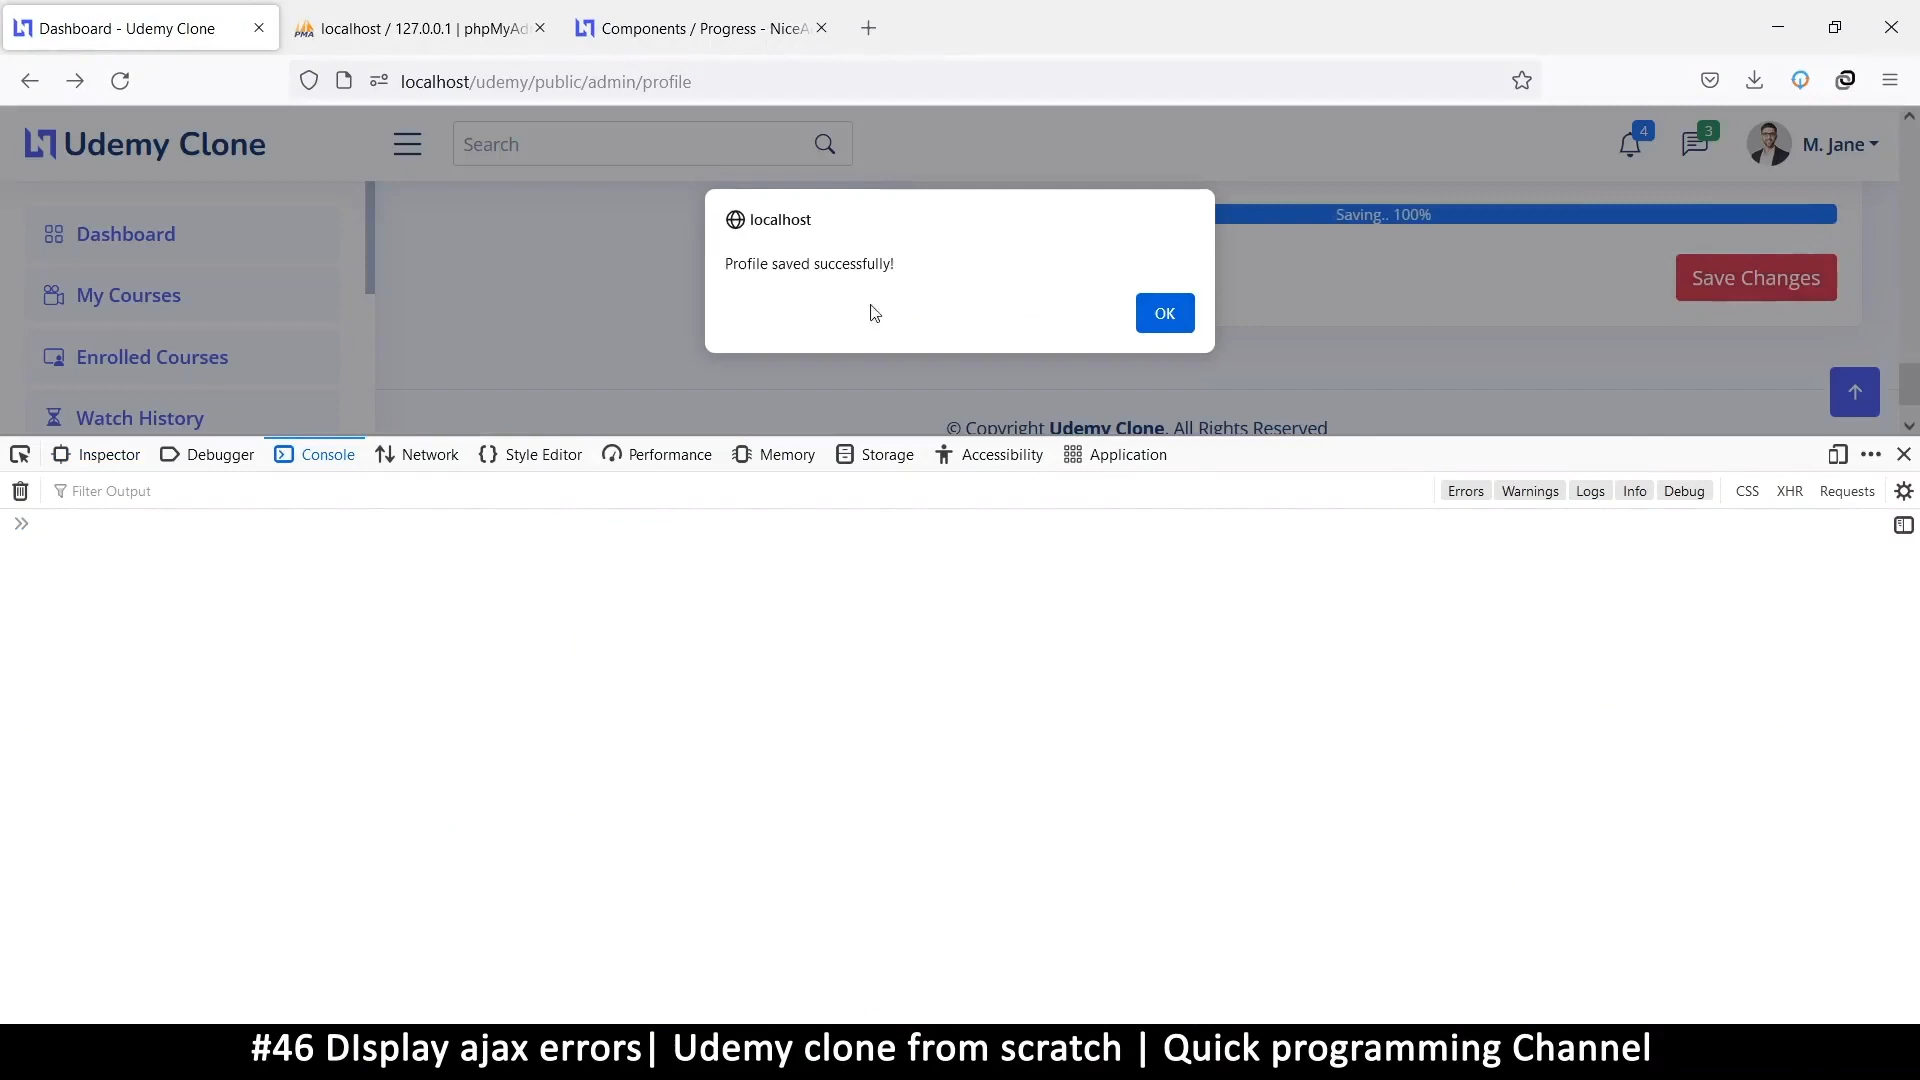 Dashboard - Udemy Clone
localhost / 127.0.0.1 | phpMyAd
Components / Progress - NiceA
localhost/udemy/public/admin/profile
Udemy Clone
Search
4
3
M. Jane
Dashboard
My Courses
Enrolled Courses
Watch History
localhost
Profile saved successfully!
OK
Saving.. 100%
Save Changes
© Copyright Udemy Clone. All Rights Reserved
Inspector Debugger Console Network Style Editor Performance Memory Storage Accessibility Application
Filter Output
Errors Warnings Logs Info Debug CSS XHR Requests
#46 DIsplay ajax errors| Udemy clone from scratch | Quick programming Channel